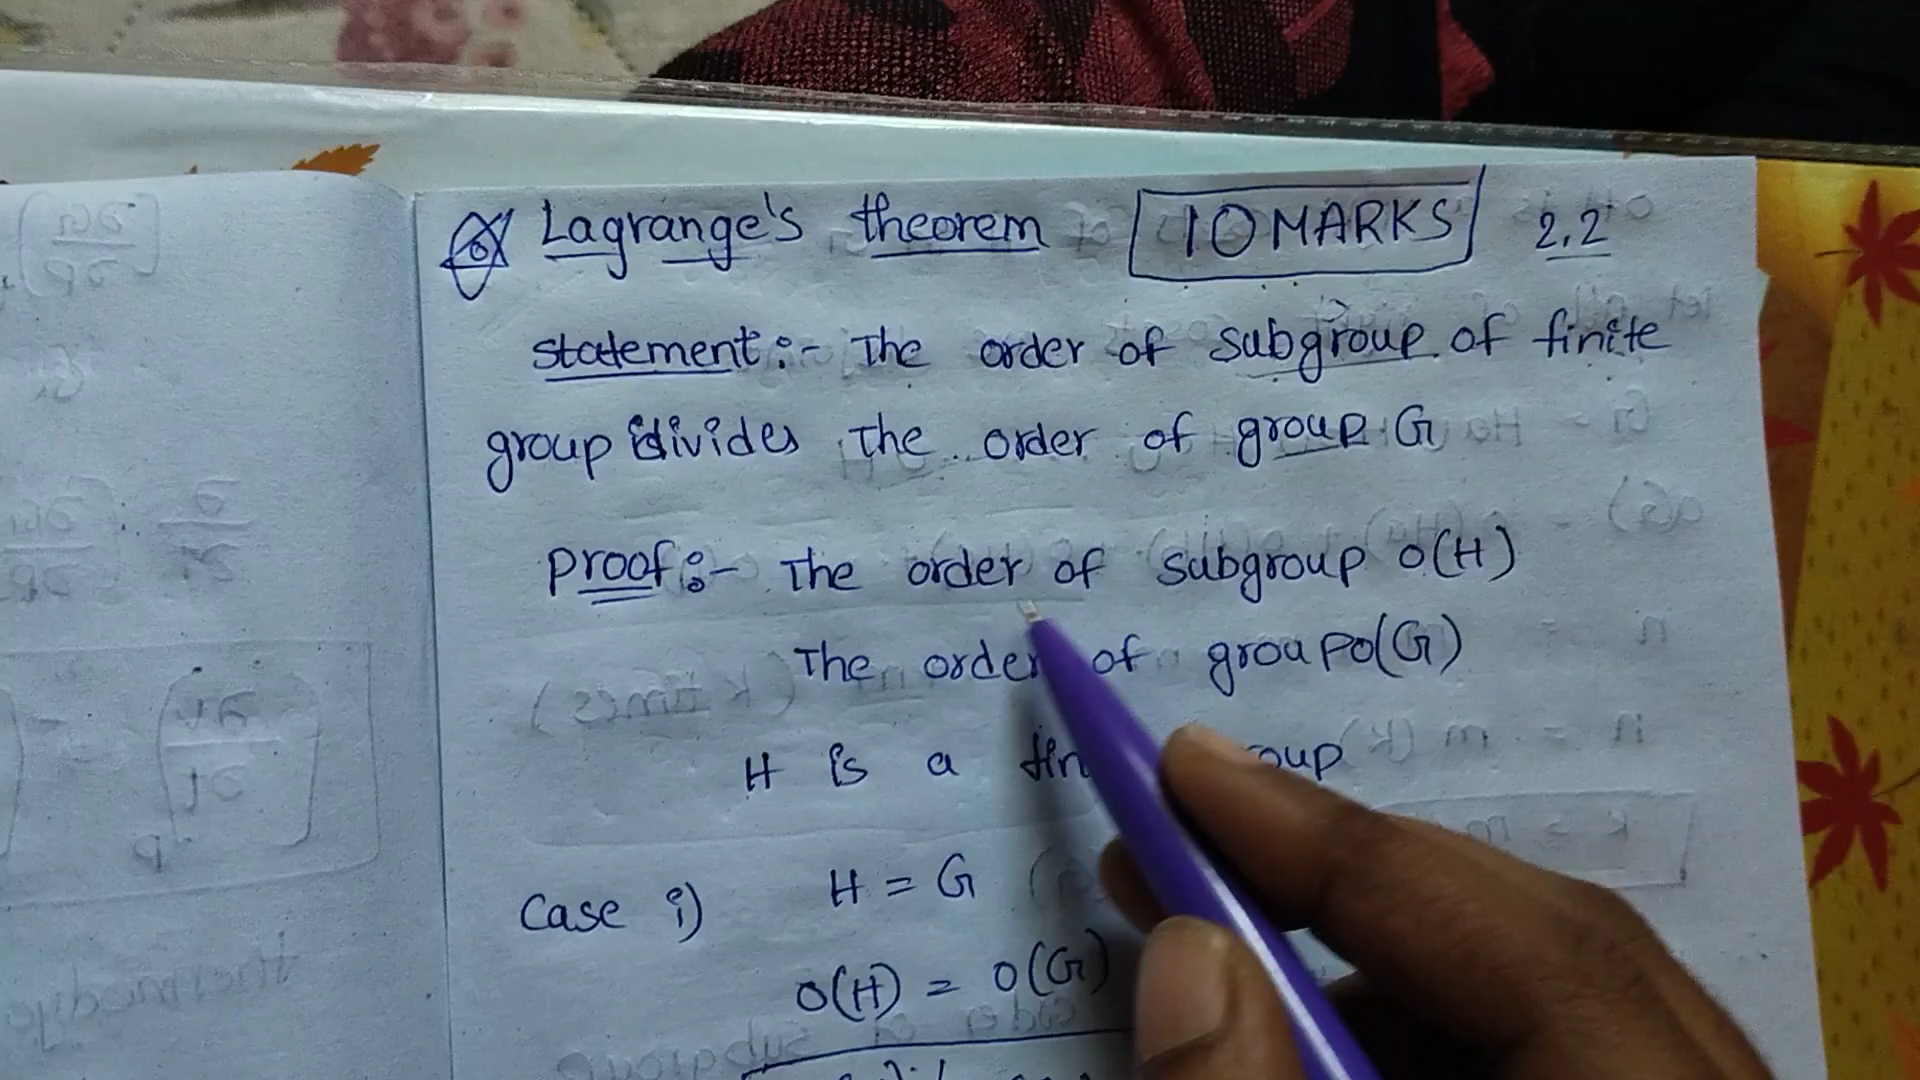 Lagrange's theorem 10 MARKS 2.2
statement:- The order of subgroup of finite
group divides the order of group G
Proof:- The order of subgroup O(H)
The order of group O(G)
H is a
Case i) H = G
O(H) = O(G)